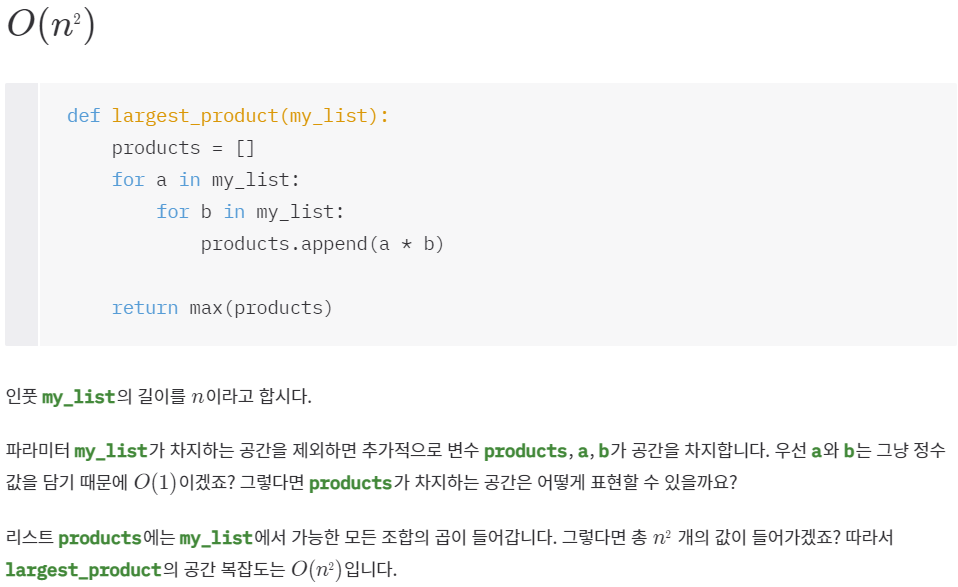 O(n²)
def largest_product(my_list):
    products = []
    for a in my_list:
        for b in my_list:
            products.append(a * b)
    return max(products)
인풋 my_list의 길이를 n이라고 합시다.
파라미터 my_list가 차지하는 공간을 제외하면 추가적으로 변수 products, a, b가 공간을 차지합니다. 우선 a와 b는 그냥 정수
값을 담기 때문에 O(1)이겠죠? 그렇다면 products가 차지하는 공간은 어떻게 표현할 수 있을까요?
리스트 products에는 my_list에서 가능한 모든 조합의 곱이 들어갑니다. 그렇다면 총 n² 개의 값이 들어가겠죠? 따라서
largest_product의 공간 복잡도는 O(n²)입니다.